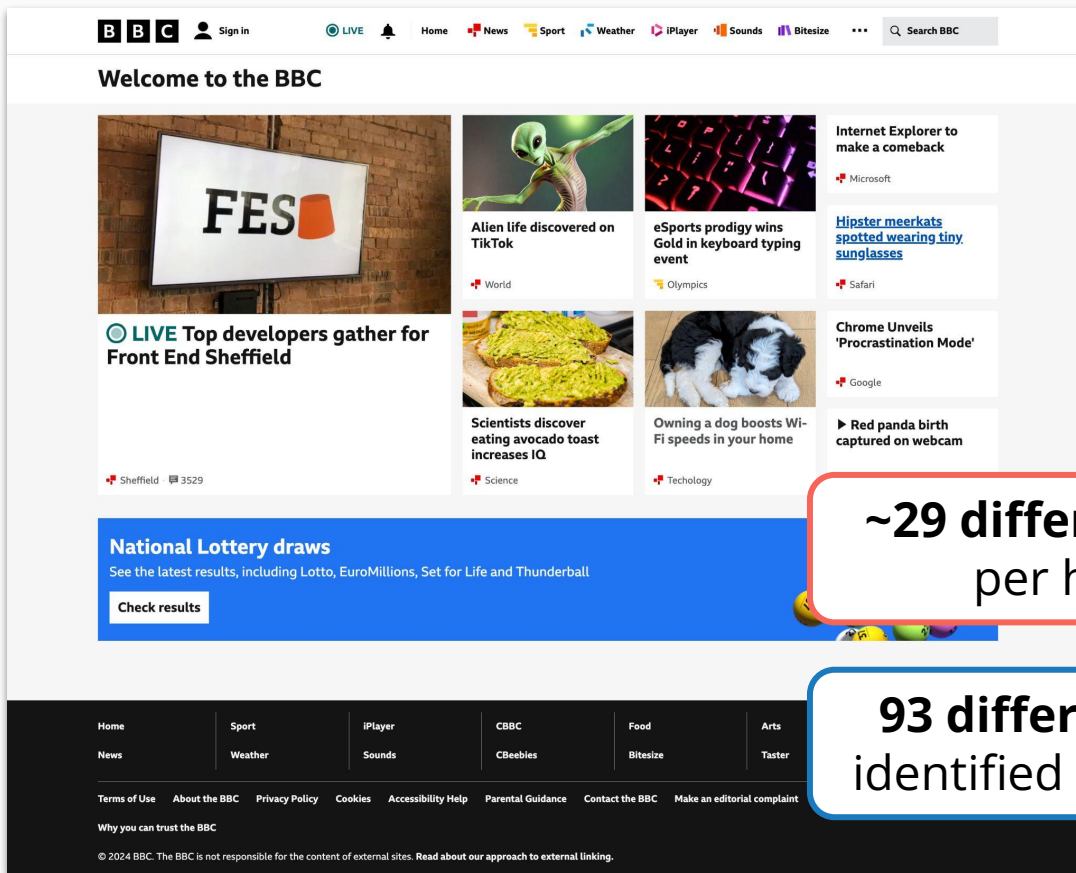 BBC
Sign in
LIVE
Home
News
Sport
Weather
iPlayer
Sounds
Bitesize
Search BBC
Welcome to the BBC
FES
LIVE Top developers gather for
Front End Sheffield
Sheffield · 3529
Alien life discovered on
TikTok
World
eSports prodigy wins
Gold in keyboard typing
event
Olympics
Internet Explorer to
make a comeback
Microsoft
Hipster meerkats
spotted wearing tiny
sunglasses
Safari
Scientists discover
eating avocado toast
increases IQ
Science
Owning a dog boosts Wi-
Fi speeds in your home
Techology
Chrome Unveils
'Procrastination Mode'
Google
Red panda birth
captured on webcam
National Lottery draws
See the latest results, including Lotto, EuroMillions, Set for Life and Thunderball
Check results
~29
per
93
identified
Home
Sport
iPlayer
CBBC
Food
Arts
News
Weather
Sounds
CBeebies
Bitesize
Taster
Terms of Use About the BBC Privacy Policy Cookies Accessibility Help Parental Guidance Contact the BBC Make an editorial complaint
Why you can trust the BBC
© 2024 BBC. The BBC is not responsible for the content of external sites. Read about our approach to external linking.